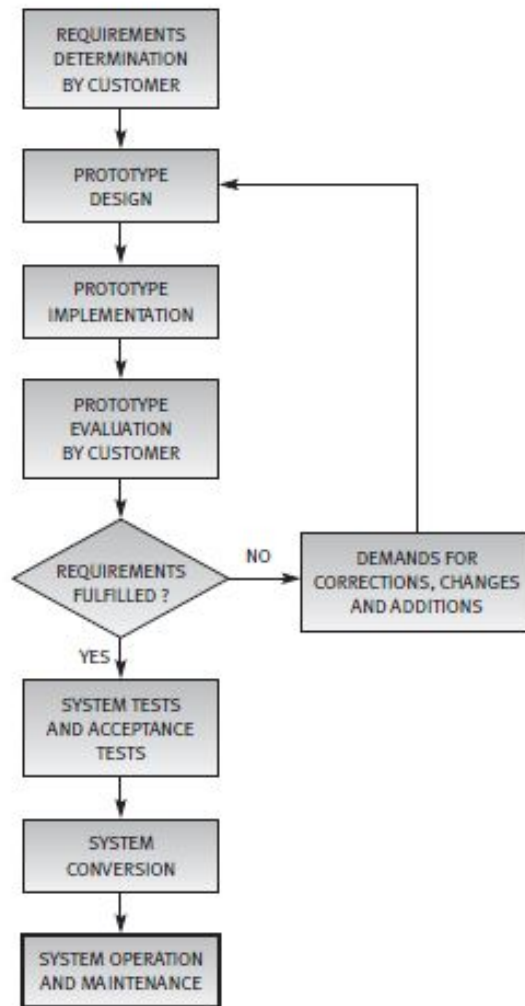 REQUIREMENTS
DETERMINATION
BY CUSTOMER
PROTOTYPE
DESIGN
PROTOTYPE
IMPLEMENTATION
PROTOTYPE
EVALUATION
BY CUSTOMER
REQUIREMENTS
FULFILLED ?
NO
DEMANDS FOR
CORRECTIONS, CHANGES
AND ADDITIONS
YES
SYSTEM TESTS
AND ACCEPTANCE
TESTS
SYSTEM
CONVERSION
SYSTEM OPERATION
AND MAINTENANCE